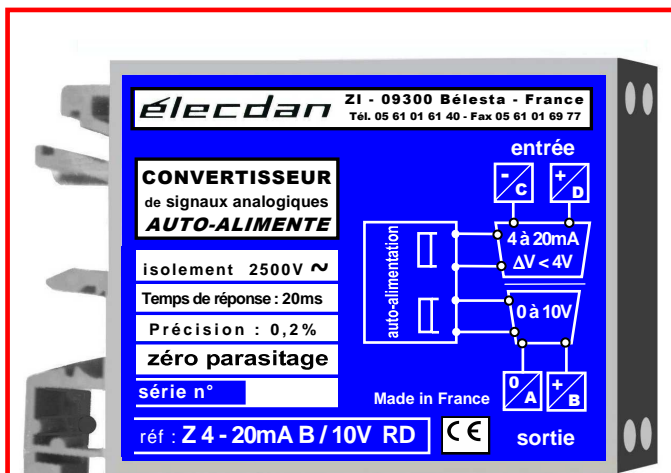 élecdan
ZI - 09300 Bélesta - France
Tél. 05 61 01 61 40 - Fax 05 61 01 69 77
CONVERTISSEUR
de signaux analogiques
AUTO-ALIMENTE
isolement 2500V ~
Temps de réponse : 20ms
Précision : 0,2%
zéro parasitage
série n°
réf : Z 4 - 20mA B / 10V RD
CE
Made in France
auto-alimentation
entrée
- C
+ D
4 à 20mA
ΔV < 4V
0 à 10V
0 A
+ B
sortie